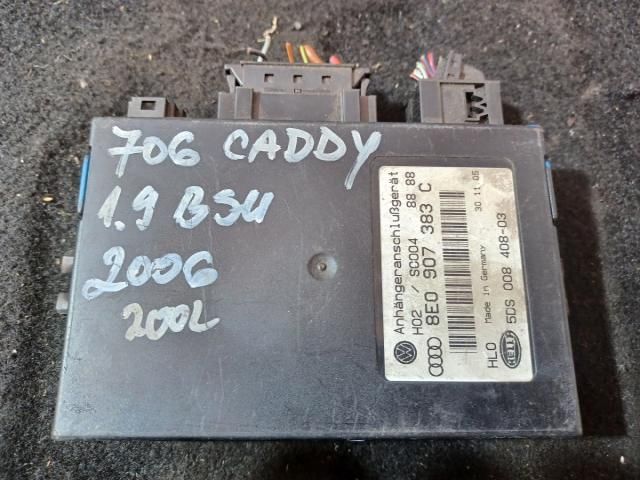 706 CADDY
1.9 BSU
2006
200L
Anhängeranschlußgerät
H02 / SC004 88 88
8E0 907 383 C
Made in Germany 30 11 05
HLO 5DS 008 408-03
HELLA